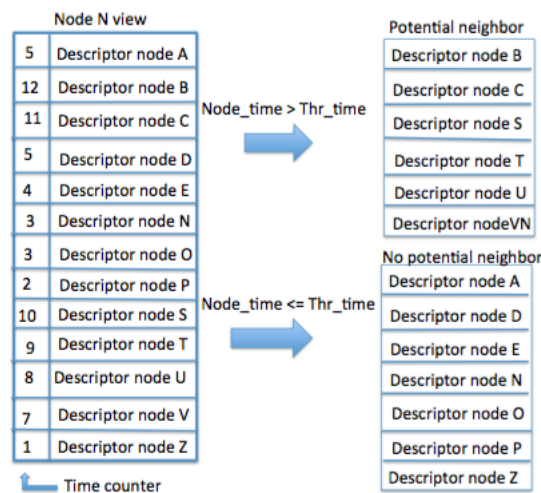 Node N view
5 Descriptor node A
12 Descriptor node B
11 Descriptor node C
5 Descriptor node D
4 Descriptor node E
3 Descriptor node N
3 Descriptor node O
2 Descriptor node P
10 Descriptor node S
9 Descriptor node T
8 Descriptor node U
7 Descriptor node V
1 Descriptor node Z
Time counter
Node_time > Thr_time
Node_time <= Thr_time
Potential neighbor
Descriptor node B
Descriptor node C
Descriptor node S
Descriptor node T
Descriptor node U
Descriptor nodeVN
No potential neighbor
Descriptor node A
Descriptor node D
Descriptor node E
Descriptor node N
Descriptor node O
Descriptor node P
Descriptor node Z